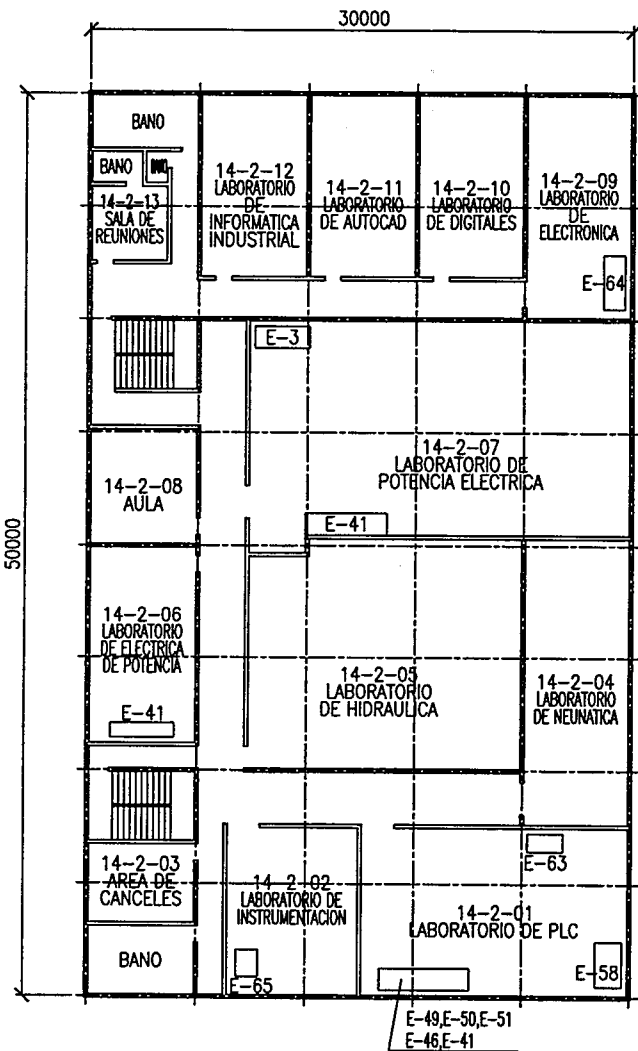 30000
50000
BANO
BANO
14-2-13
SALA DE
REUNIONES
14-2-12
LABORATORIO
DE
INFORMATICA
INDUSTRIAL
14-2-11
LABORATORIO
DE AUTOCAD
14-2-10
LABORATORIO
DE DIGITALES
14-2-09
LABORATORIO
DE
ELECTRONICA
E-64
E-3
14-2-07
LABORATORIO DE
POTENCIA ELECTRICA
14-2-08
AULA
E-41
14-2-06
LABORATORIO
DE ELECTRICA
DE POTENCIA
E-41
14-2-05
LABORATORIO
DE HIDRAULICA
14-2-04
LABORATORIO
DE NEUNATICA
14-2-03
AREA DE
CANCELES
BANO
14-2-02
LABORATORIO DE
INSTRUMENTACION
E-65
E-63
14-2-01
LABORATORIO DE PLC
E-58
E-49,E-50,E-51
E-46,E-41